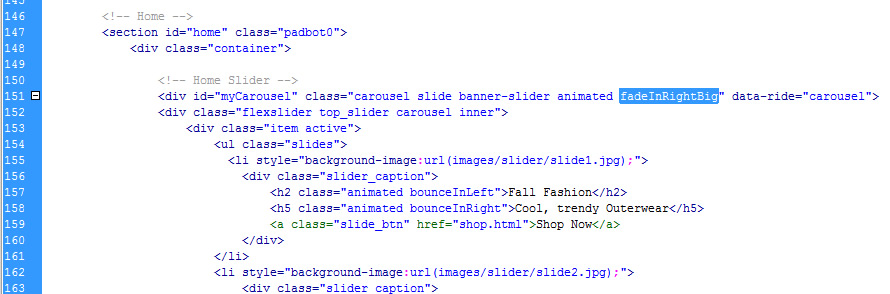 145
146 <!-- Home -->
147 <section id="home" class="padbot0">
148 <div class="container">
149
150 <!-- Home Slider -->
151 <div id="myCarousel" class="carousel slide banner-slider animated fadeInRightBig" data-ride="carousel">
152 <div class="flexslider top_slider carousel inner">
153 <div class="item active">
154 <ul class="slides">
155 <li style="background-image:url(images/slider/slide1.jpg);">
156 <div class="slider_caption">
157 <h2 class="animated bounceInLeft">Fall Fashion</h2>
158 <h5 class="animated bounceInRight">Cool, trendy Outerwear</h5>
159 <a class="slide_btn" href="shop.html">Shop Now</a>
160 </div>
161 </li>
162 <li style="background-image:url(images/slider/slide2.jpg);">
163 <div class="slider caption">